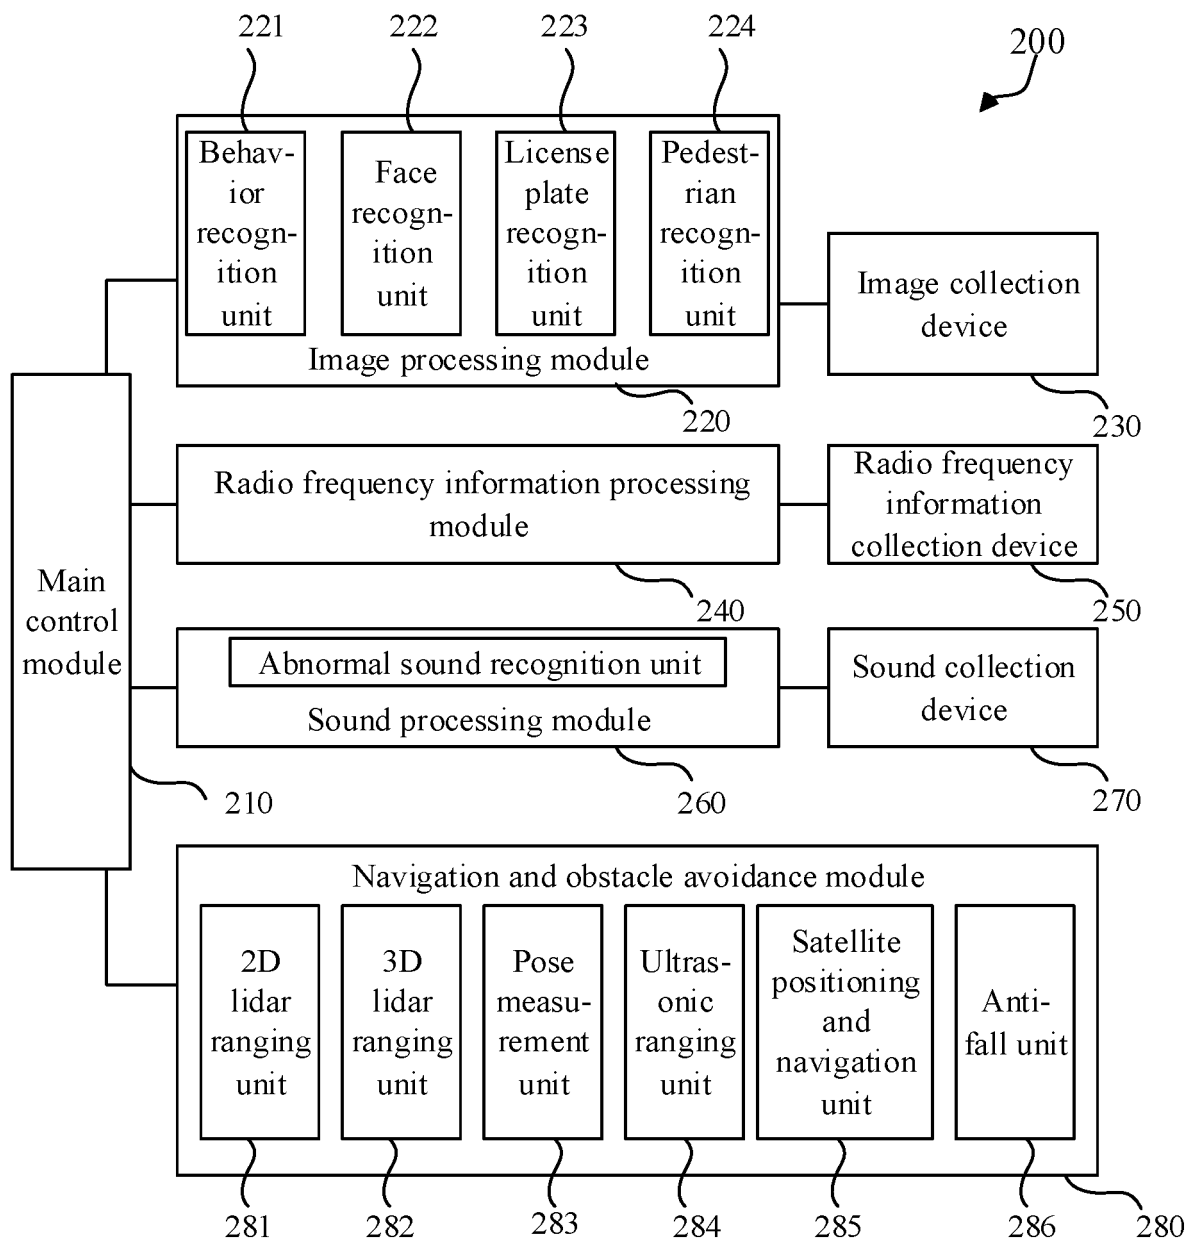 221
222
223
224
200
Behav-
ior
recogn-
ition
unit
Face
recogn-
ition
unit
License
plate
recogn-
ition
unit
Pedest-
rian
recogn-
ition
unit
Image processing module
Image collection
device
220
230
Radio frequency information processing
module
Radio frequency
information
collection device
240
250
Main
control
module
Abnormal sound recognition unit
Sound processing module
Sound collection
device
210
260
270
Navigation and obstacle avoidance module
2D
lidar
ranging
unit
3D
lidar
ranging
unit
Pose
measu-
rement
unit
Ultras-
onic
ranging
unit
Satellite
positioning
and
navigation
unit
Anti-
fall unit
281
282
283
284
285
286
280